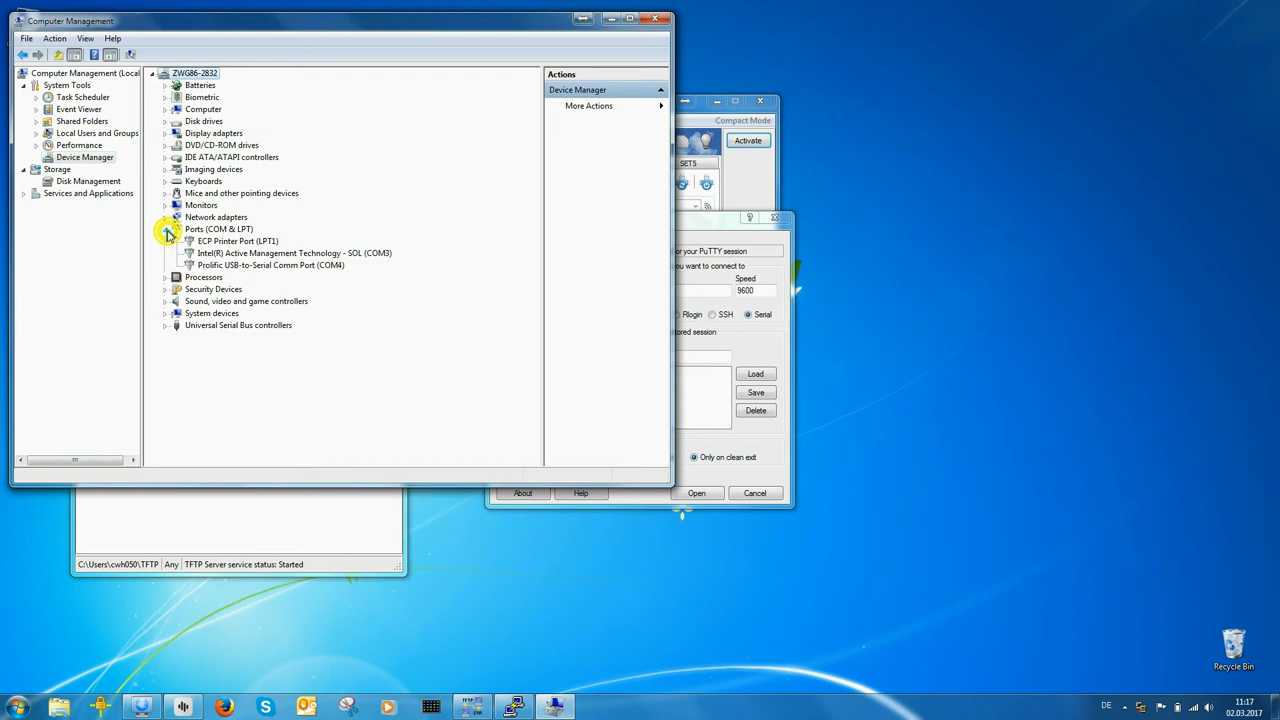 Computer Management
File Action View Help
Computer Management (Local
System Tools
Task Scheduler
Event Viewer
Shared Folders
Local Users and Groups
Performance
Device Manager
Storage
Disk Management
Services and Applications
ZWG86-2832
Batteries
Biometric
Computer
Disk drives
Display adapters
DVD/CD-ROM drives
IDE ATA/ATAPI controllers
Imaging devices
Keyboards
Mice and other pointing devices
Monitors
Network adapters
Ports (COM & LPT)
ECP Printer Port (LPT1)
Intel(R) Active Management Technology - SOL (COM3)
Prolific USB-to-Serial Comm Port (COM4)
Processors
Security Devices
Sound, video and game controllers
System devices
Universal Serial Bus controllers
Actions
Device Manager
More Actions
Compact Mode
Activate
SET5
or your PuTTY session
you want to connect to
Speed
9600
Rlogin SSH Serial
tored session
Load
Save
Delete
Only on clean exit
About Help Open Cancel
C:\Users\cwh050\TFTP Any TFTP Server service status: Started
Recycle Bin
DE
11:17
02.03.2017